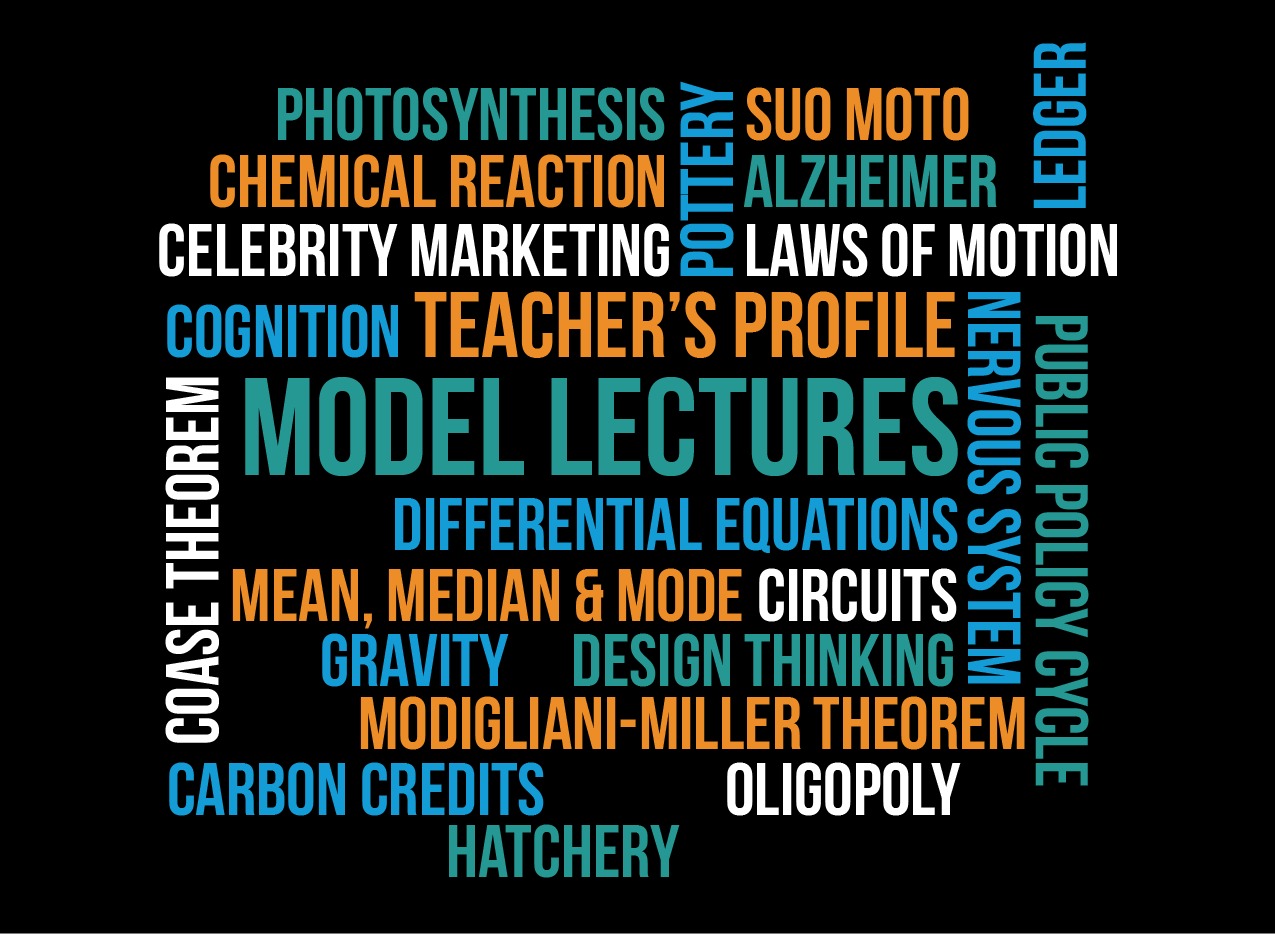 LEDGER
PHOTOSYNTHESIS
POTTERY
SUO MOTO
CHEMICAL REACTION
ALZHEIMER
CELEBRITY MARKETING
LAWS OF MOTION
COGNITION
TEACHER’S PROFILE
NERVOUS SYSTEM
PUBLIC POLICY CYCLE
COASE THEOREM
MODEL LECTURES
DIFFERENTIAL EQUATIONS
MEAN, MEDIAN & MODE
CIRCUITS
GRAVITY
DESIGN THINKING
MODIGLIANI-MILLER THEOREM
CARBON CREDITS
OLIGOPOLY
HATCHERY